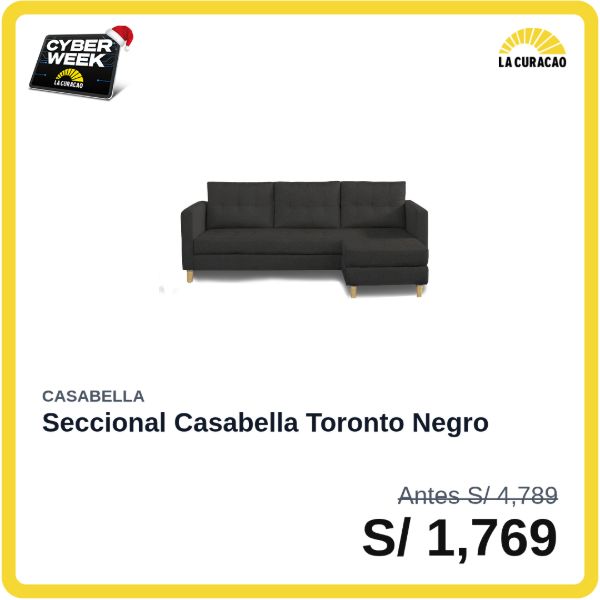 CYBER
WEEK
LA CURACAO
LA CURACAO
CASABELLA
Seccional Casabella Toronto Negro
Antes S/ 4,789
S/ 1,769